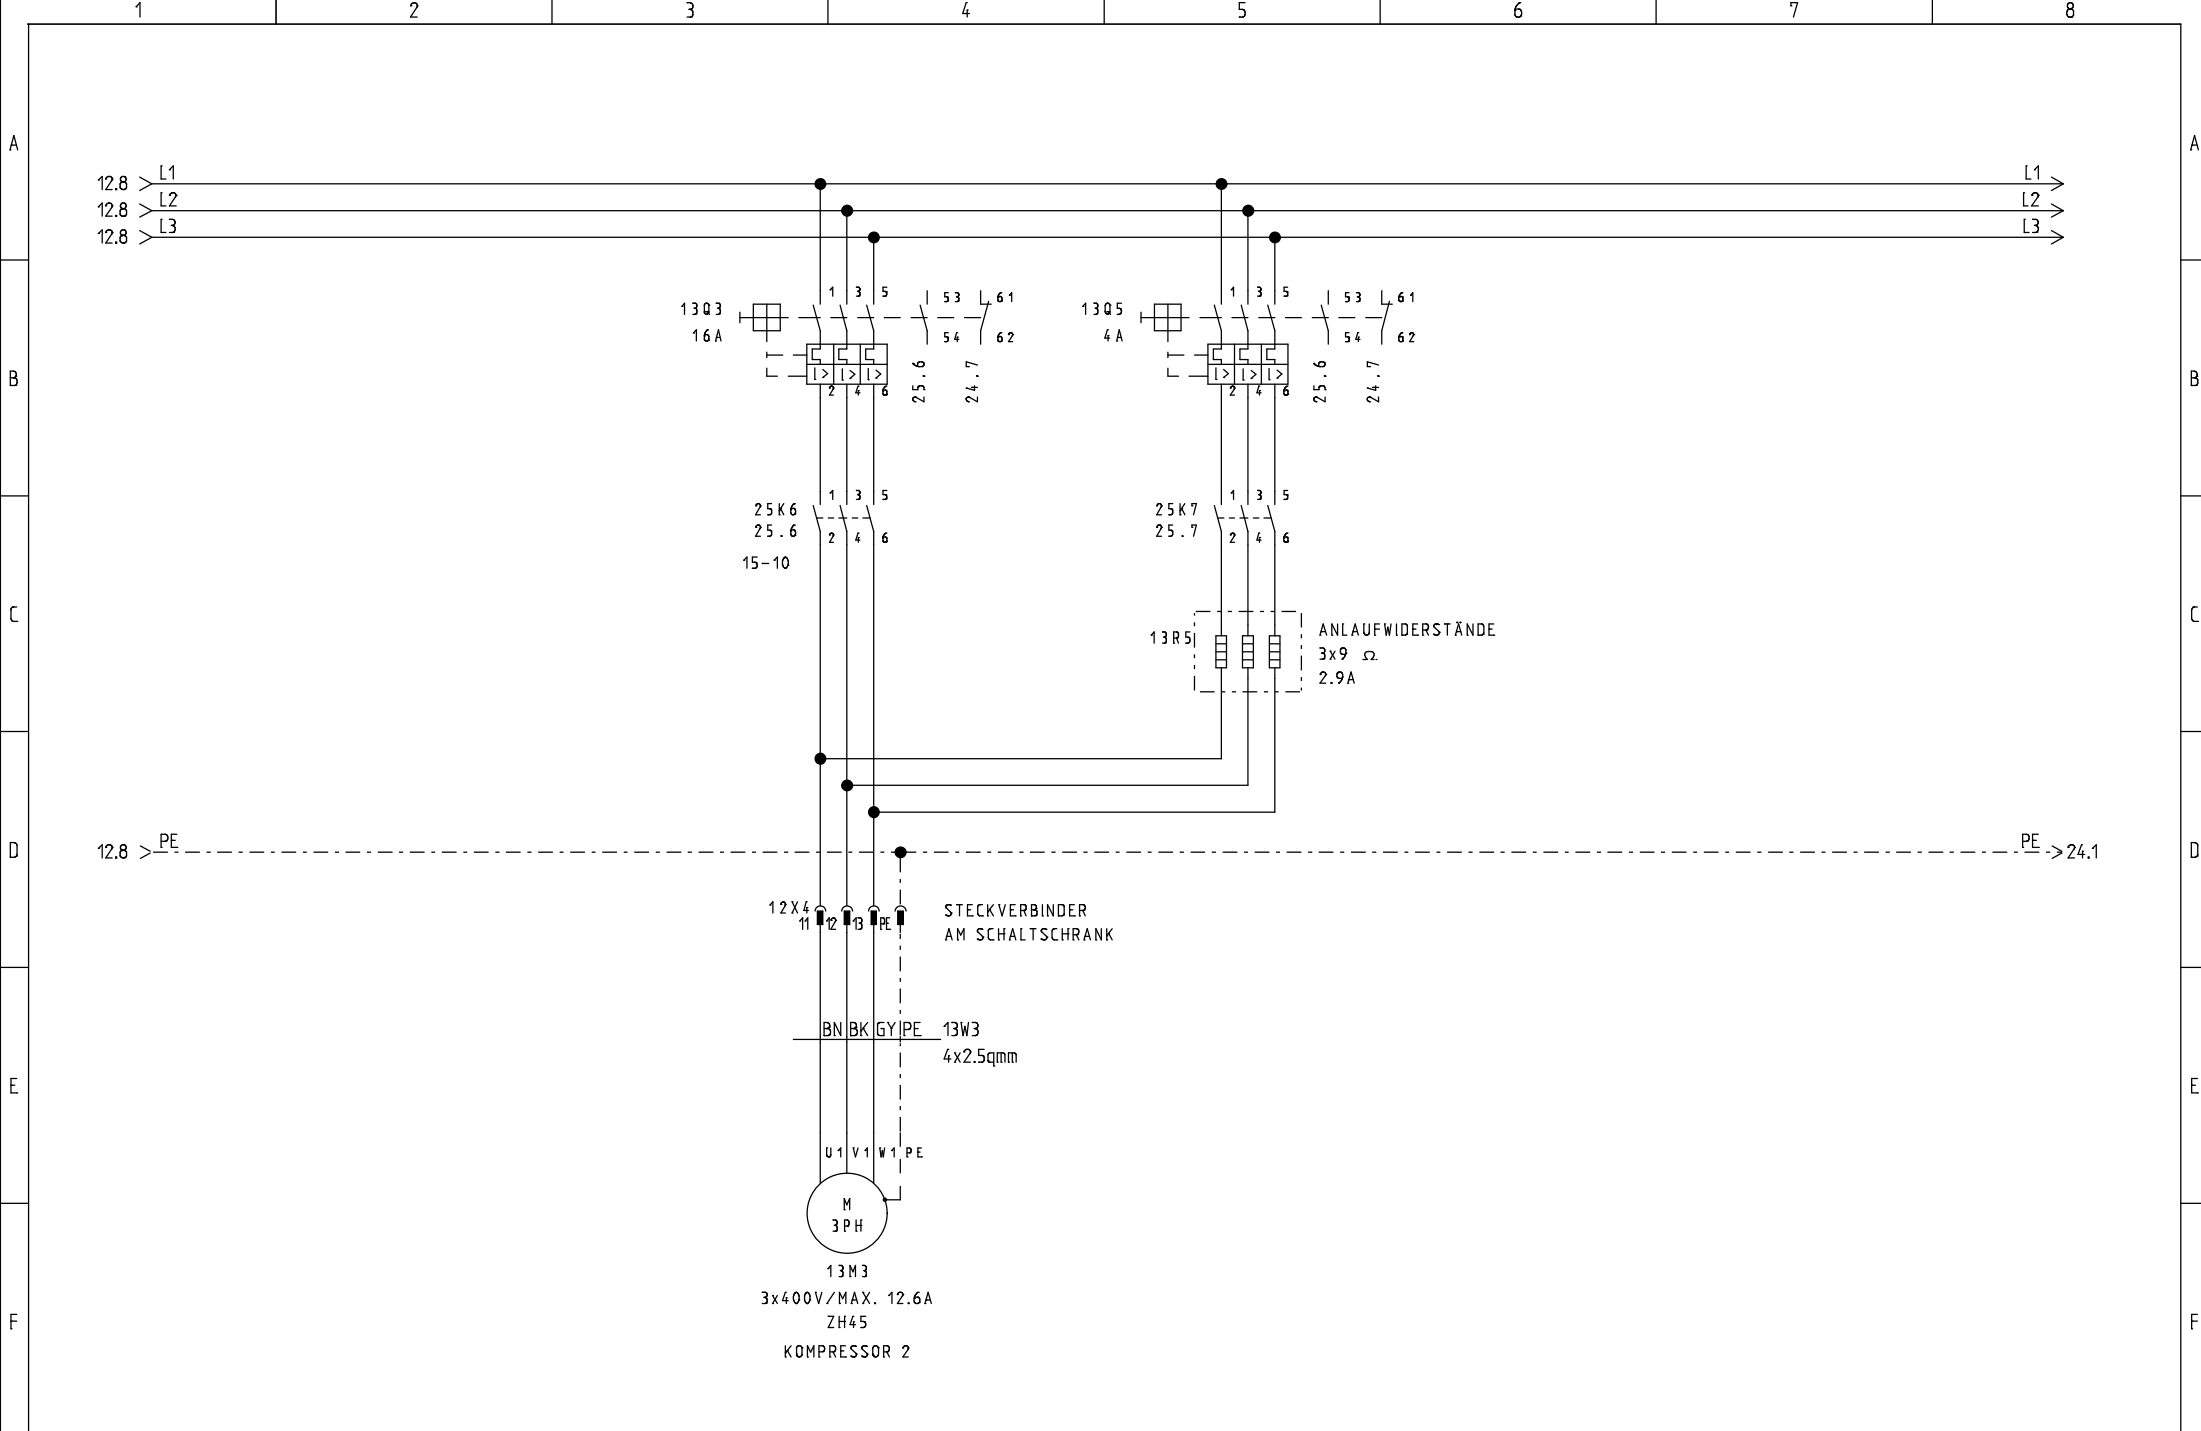 1 2 3 4 5 6 7 8
A A
12.8 L1 L1
12.8 L2 L2
12.8 L3 L3
1 3 5 53 61 1 3 5 53 61
13Q3 13Q5
16A 54 62 4A 54 62
I> I> I> 25.6 24.7 I> I> I> 25.6 24.7
B B
2 4 6 2 4 6
1 3 5 1 3 5
25K6 25K7
25.6 25.7
2 4 6 2 4 6
15-10
C C
13R5 ANLAUFWIDERSTÄNDE
3x9 Ω
2.9A
D D
12.8 PE PE 24.1
12X4 STECKVERBINDER
11 12 13 PE
AM SCHALTSCHRANK
BN BK GY PE 13W3
4x2.5qmm
E E
U1 V1 W1 PE
M
3PH
13M3
3x400V/MAX. 12.6A
F F
ZH45
KOMPRESSOR 2